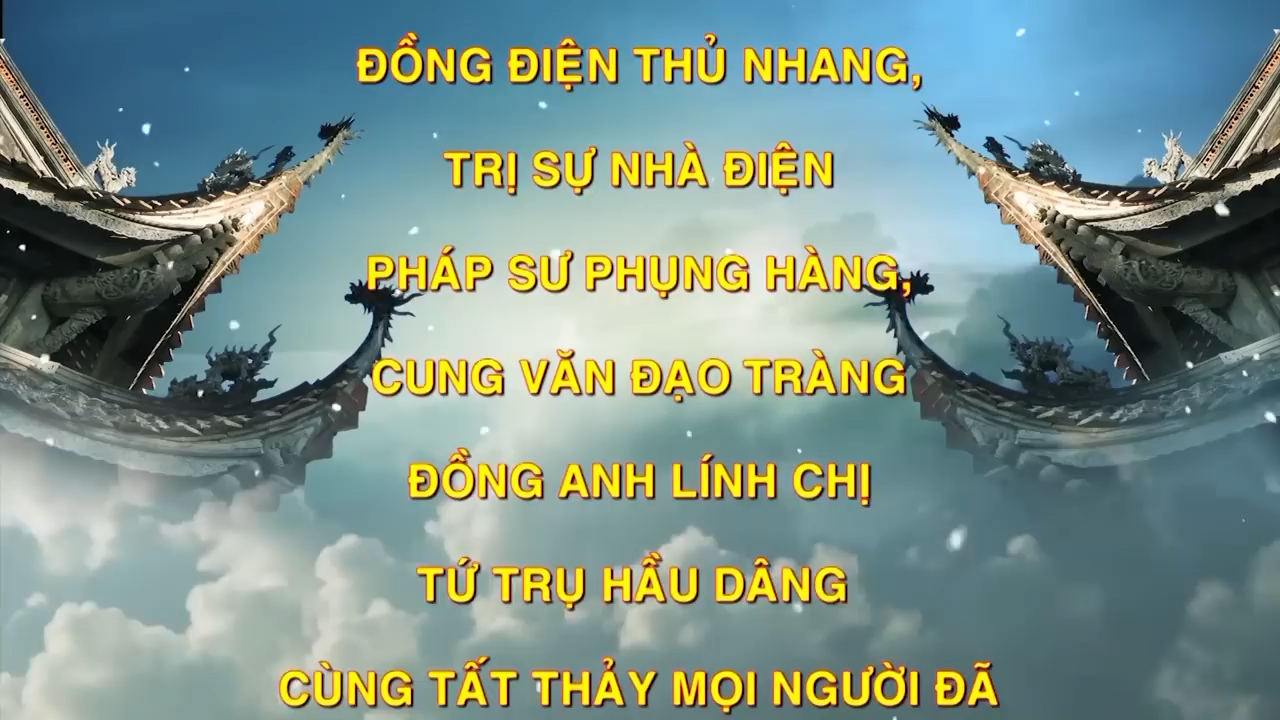 ĐỒNG ĐIỆN THỦ NHANG,
TRỊ SỰ NHÀ ĐIỆN
PHÁP SƯ PHỤNG HÀNG,
CUNG VĂN ĐẠO TRÀNG
ĐỒNG ANH LÍNH CHỊ
TỨ TRỤ HẦU DÂNG
CÙNG TẤT THẢY MỌI NGƯỜI ĐÃ